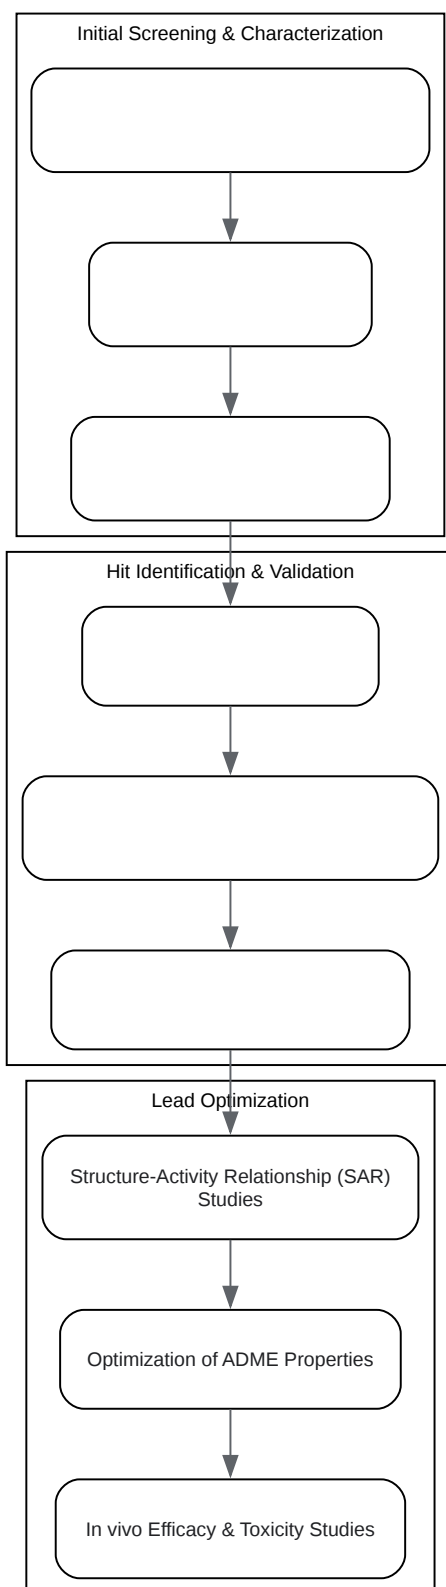 Initial Screening & Characterization
Hit Identification & Validation
Lead Optimization
Structure-Activity Relationship (SAR)
Studies
Optimization of ADME Properties
In vivo Efficacy & Toxicity Studies